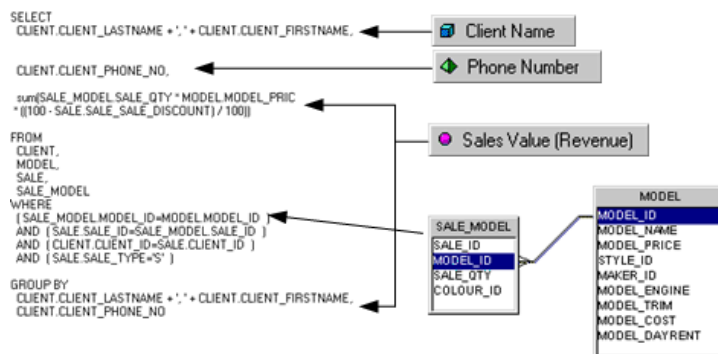 SELECT
CLIENT.CLIENT_LASTNAME + ', ' + CLIENT.CLIENT_FIRSTNAME,
CLIENT.CLIENT_PHONE_NO,
sum(SALE_MODEL.SALE_QTY * MODEL.MODEL_PRIC
* ((100 - SALE.SALE_SALE_DISCOUNT) / 100))
FROM
CLIENT,
MODEL,
SALE,
SALE_MODEL
WHERE
( SALE_MODEL.MODEL_ID=MODEL.MODEL_ID )
AND ( SALE.SALE_ID=SALE_MODEL.SALE_ID )
AND ( CLIENT.CLIENT_ID=SALE.CLIENT_ID )
AND ( SALE.SALE_TYPE='S' )
GROUP BY
CLIENT.CLIENT_LASTNAME + ', ' + CLIENT.CLIENT_FIRSTNAME,
CLIENT.CLIENT_PHONE_NO
Client Name
Phone Number
Sales Value (Revenue)
SALE_MODEL
SALE_ID
MODEL_ID
SALE_QTY
COLOUR_ID
MODEL
MODEL_ID
MODEL_NAME
MODEL_PRICE
STYLE_ID
MAKER_ID
MODEL_ENGINE
MODEL_TRIM
MODEL_COST
MODEL_DAYRENT